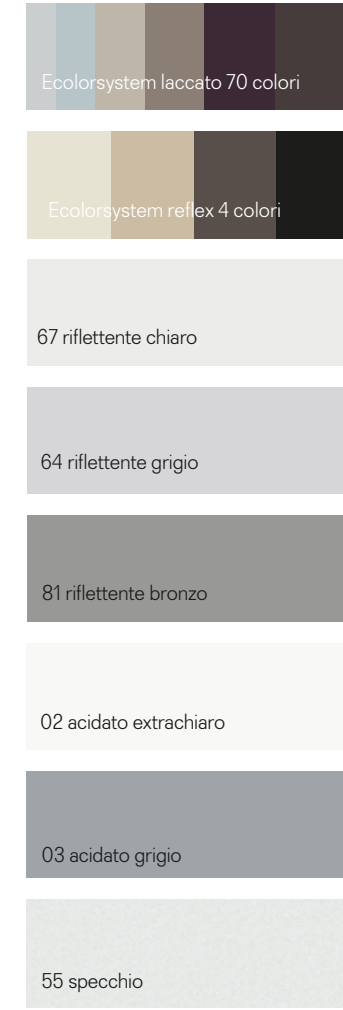 Ecolorsystem laccato 70 colori
Ecolorsystem reflex 4 colori
67 riflettente chiaro
64 riflettente grigio
81 riflettente bronzo
02 acidato extrachiaro
03 acidato grigio
55 specchio